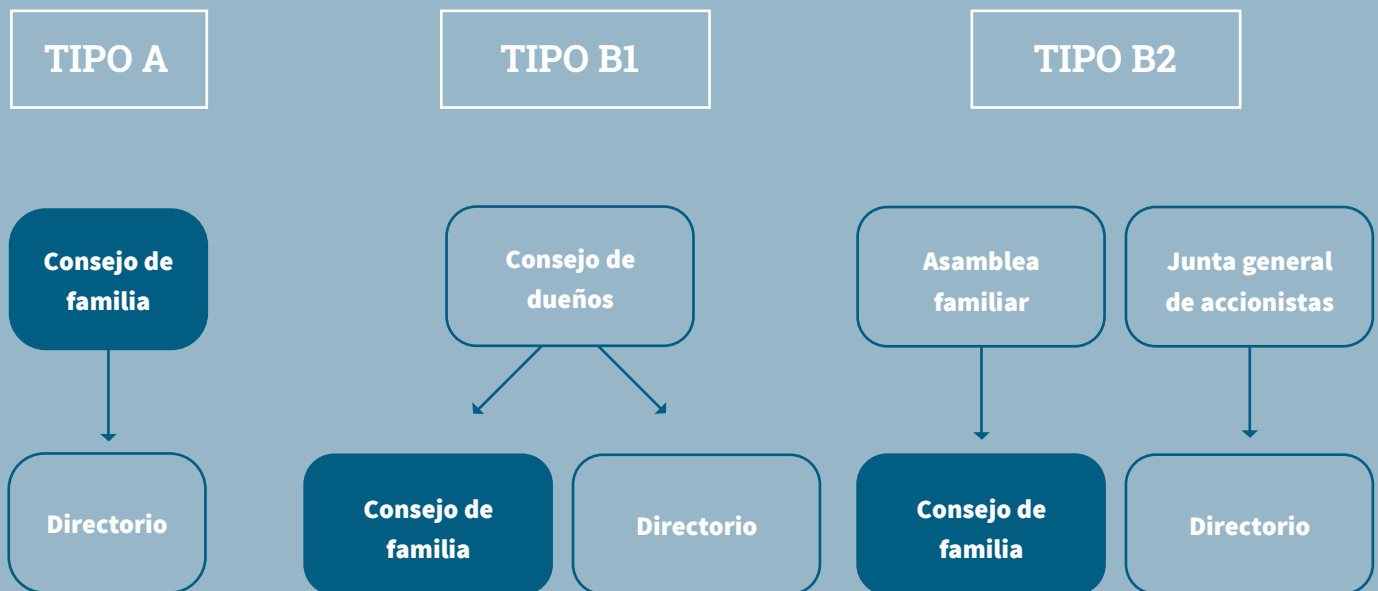 TIPO A
TIPO B1
TIPO B2
Consejo de
familia
Consejo de
dueños
Asamblea
familiar
Junta general
de accionistas
Directorio
Consejo de
familia
Directorio
Consejo de
familia
Directorio